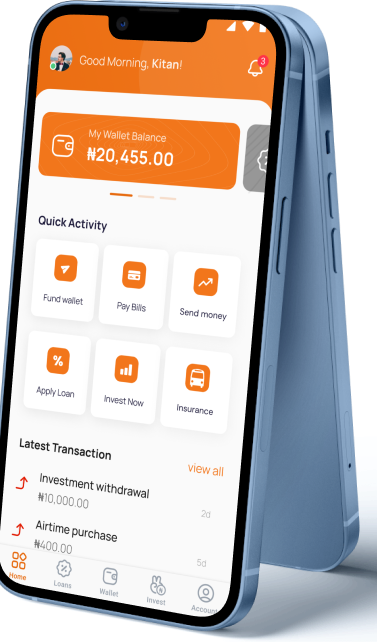 Good Morning, Kitan!
3
My Wallet Balance
₦20,455.00
Quick Activity
Fund wallet
Pay Bills
Send money
Apply Loan
Invest Now
Insurance
Latest Transaction
view all
Investment withdrawal
₦10,000.00
2d
Airtime purchase
₦400.00
5d
Home
Loans
Wallet
Invest
Account